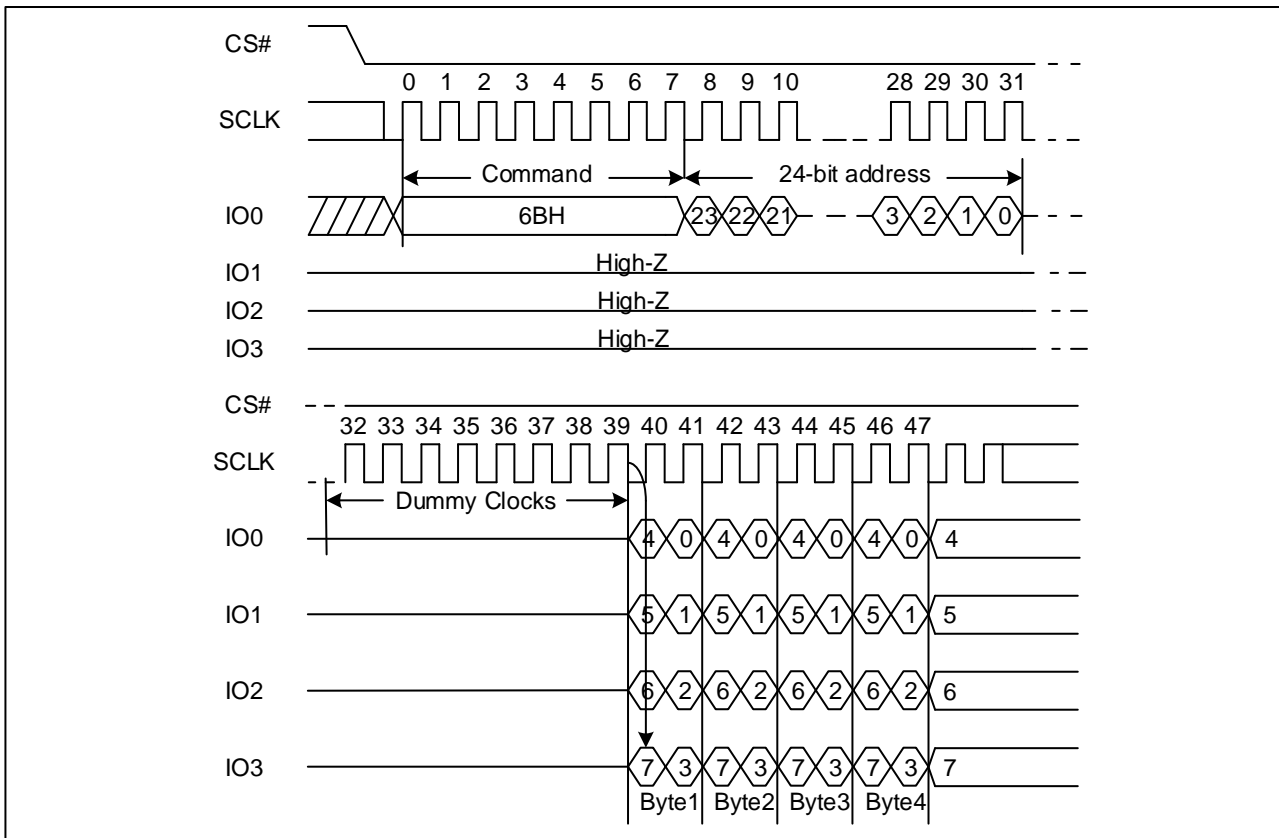 CS#
0 1 2 3 4 5 6 7 8 9 10 28 29 30 31
SCLK
Command 24-bit address
IO0 6BH 23 22 21 3 2 1 0
IO1 High-Z
IO2 High-Z
IO3 High-Z
CS#
32 33 34 35 36 37 38 39 40 41 42 43 44 45 46 47
SCLK
Dummy Clocks
IO0 4 0 4 0 4 0 4 0 4
IO1 5 1 5 1 5 1 5 1 5
IO2 6 2 6 2 6 2 6 2 6
IO3 7 3 7 3 7 3 7 3 7
Byte1 Byte2 Byte3 Byte4